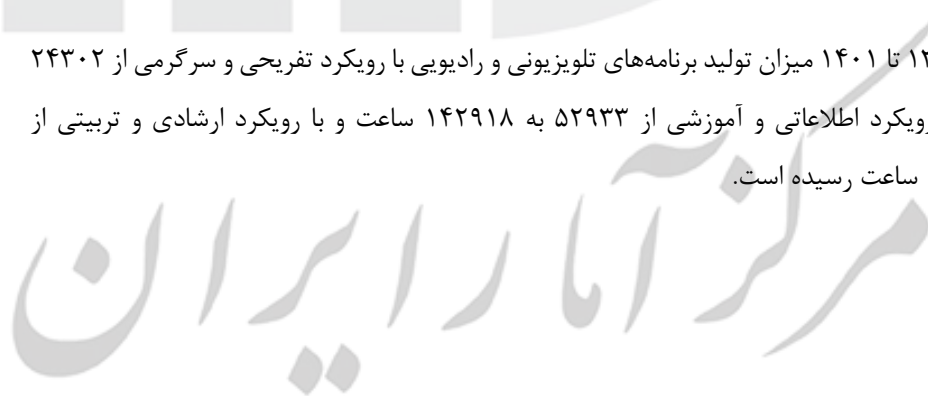 تا ۱۴۰۱ میزان تولید برنامه‌های تلویزیونی و رادیویی با رویکرد تفریحی و سرگرمی از ۲۴۳۰۲
رویکرد اطلاعاتی و آموزشی از ۵۲۹۳۳ به ۱۴۲۹۱۸ ساعت و با رویکرد ارشادی و تربیتی از
ساعت رسیده است.
مرکز آمار ایران